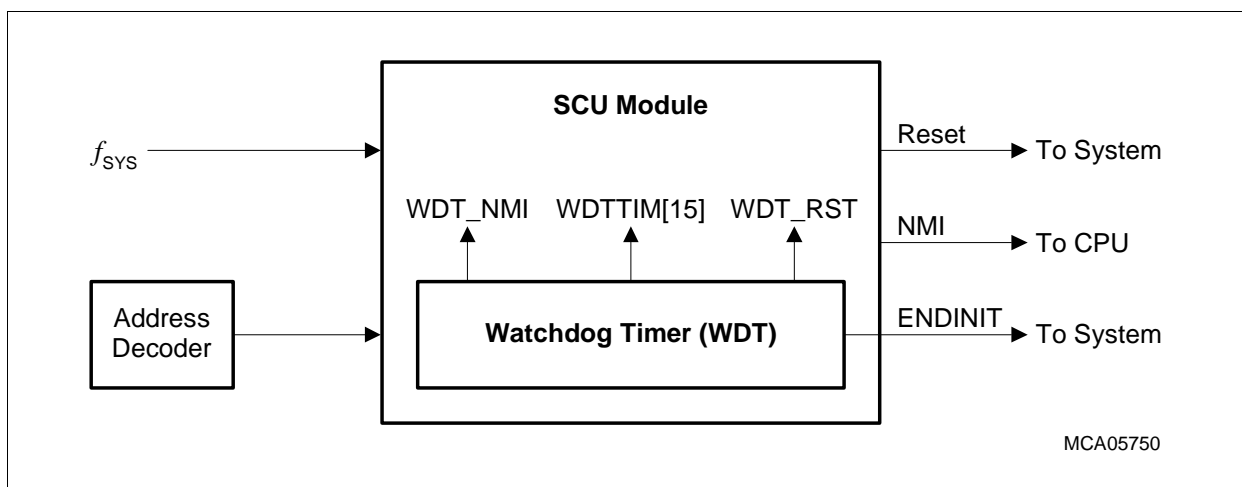 SCU Module
Reset
To System
fSYS
WDT_NMI WDTTIM[15] WDT_RST
NMI
To CPU
Address
Decoder
Watchdog Timer (WDT)
ENDINIT
To System
MCA05750